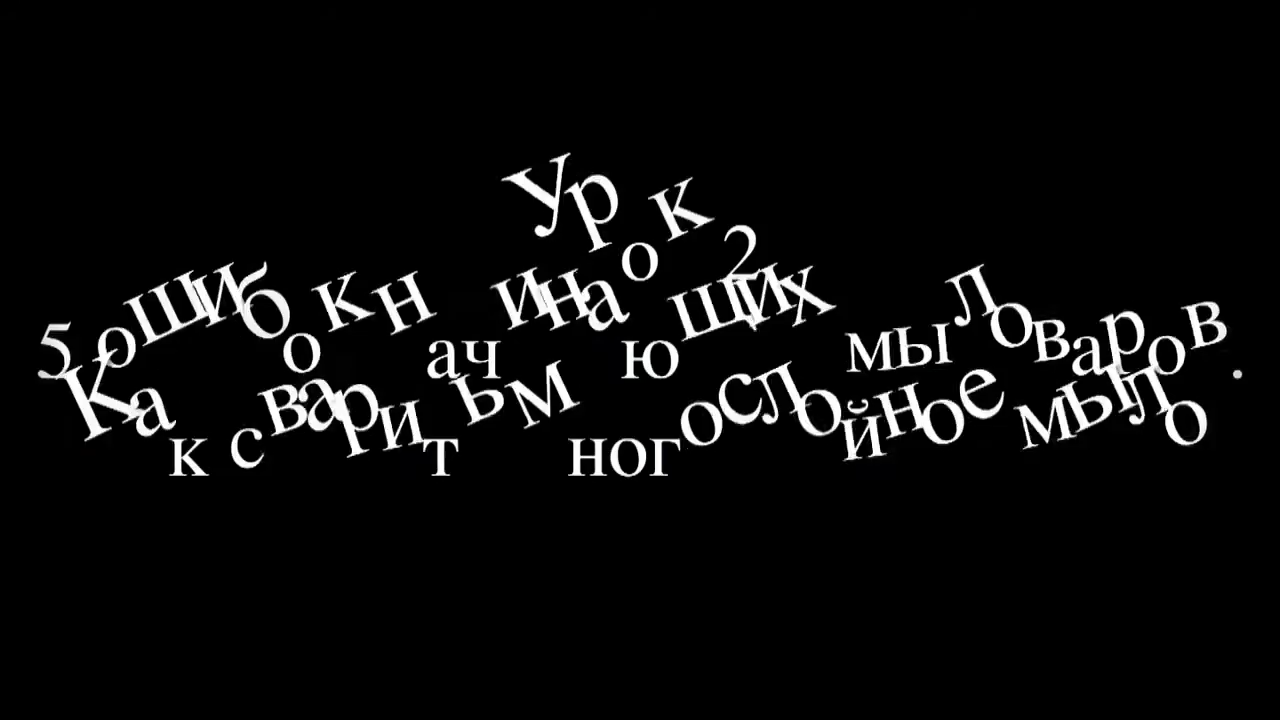 Урок 2
5 ошибок начинающих мыловаров.
Как сварить многослойное мыло